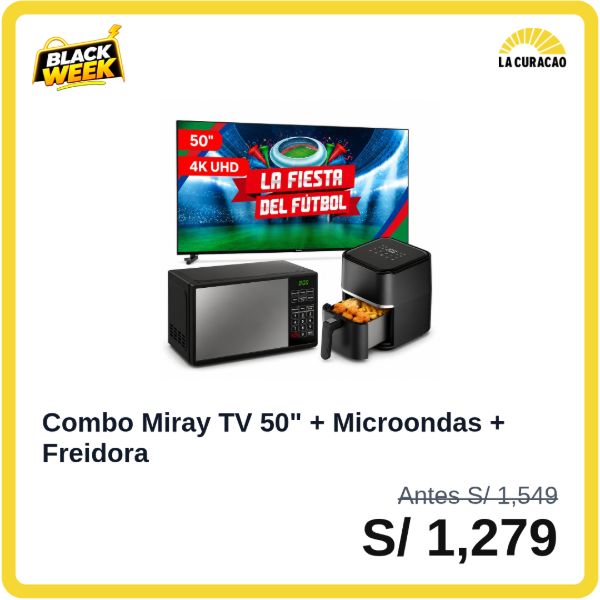 BLACK
WEEK
LA CURACAO
50"
4K UHD
LA FIESTA
DEL FÚTBOL
Combo Miray TV 50" + Microondas +
Freidora
Antes S/ 1,549
S/ 1,279